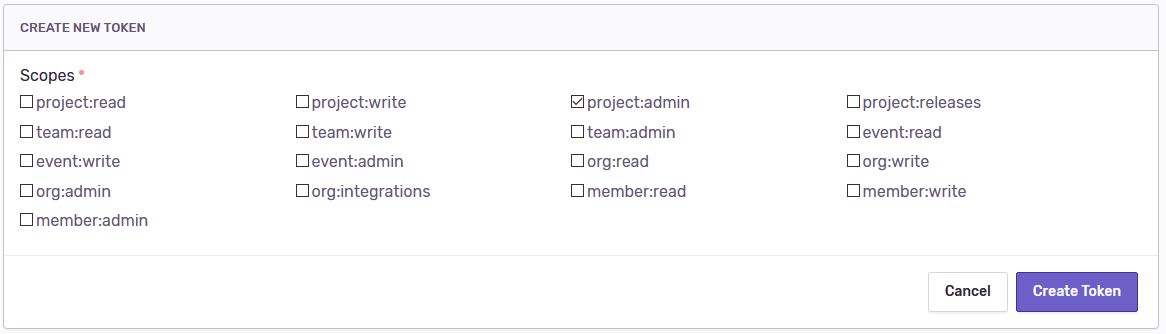 CREATE NEW TOKEN
Scopes
project:read project:write project:admin project:releases
team:read team:write team:admin event:read
event:write event:admin org:read org:write
org:admin org:integrations member:read member:write
member:admin
Cancel Create Token